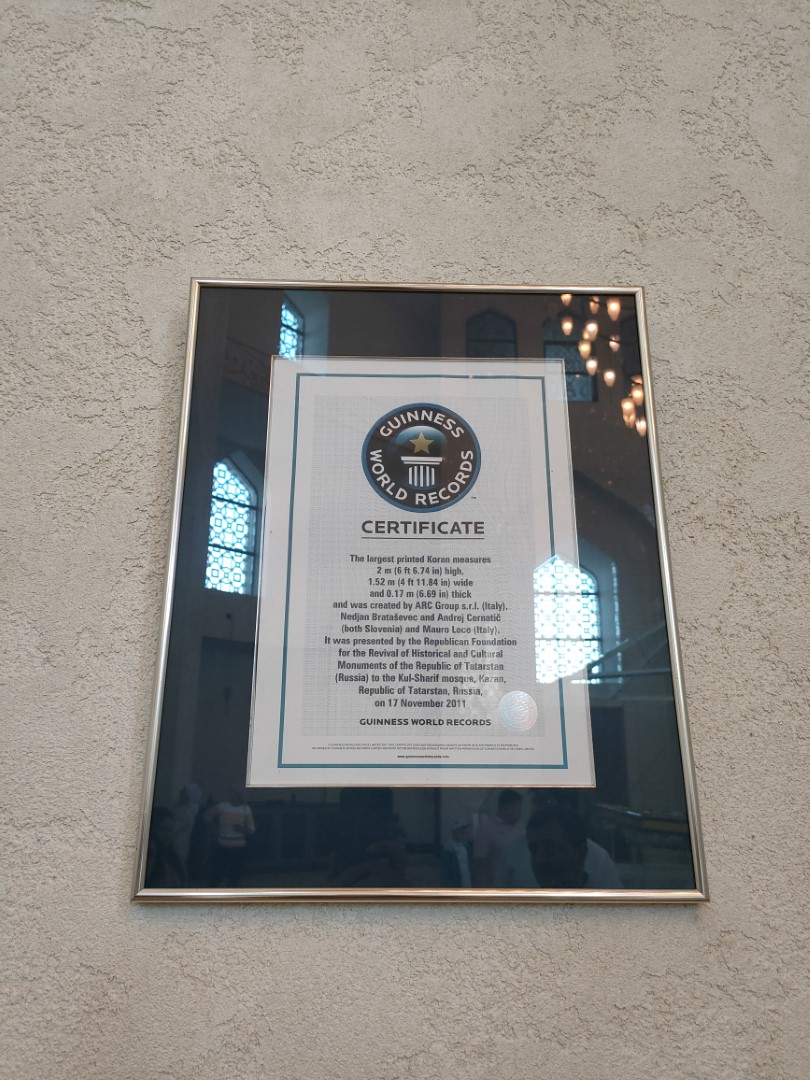 GUINNESS
WORLD RECORDS
™
CERTIFICATE
The largest printed Koran measures
2 m (6 ft 6.74 in) high,
1.52 m (4 ft 11.84 in) wide
and 0.17 m (6.69 in) thick
and was created by ARC Group s.r.l. (Italy),
Nedjan Brataševec and Andrej Cernatič
(both Slovenia) and Mauro Loce (Italy).
It was presented by the Republican Foundation
for the Revival of Historical and Cultural
Monuments of the Republic of Tatarstan
(Russia) to the Kul-Sharif mosque, Kazan,
Republic of Tatarstan, Russia,
on 17 November 2011
GUINNESS WORLD RECORDS
www.guinnessworldrecords.com